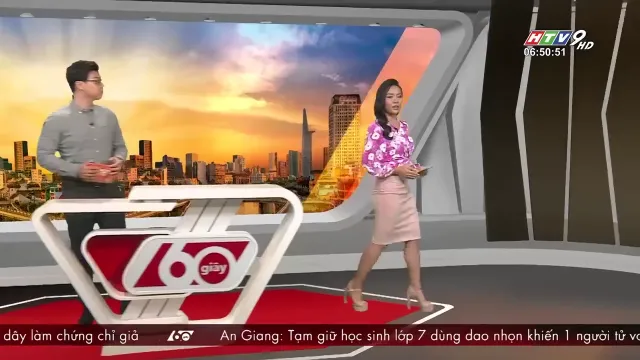 HTV9 HD
06:50:51
60 giây
dây làm chứng chỉ giả 60 An Giang: Tạm giữ học sinh lớp 7 dùng dao nhọn khiến 1 người tử v